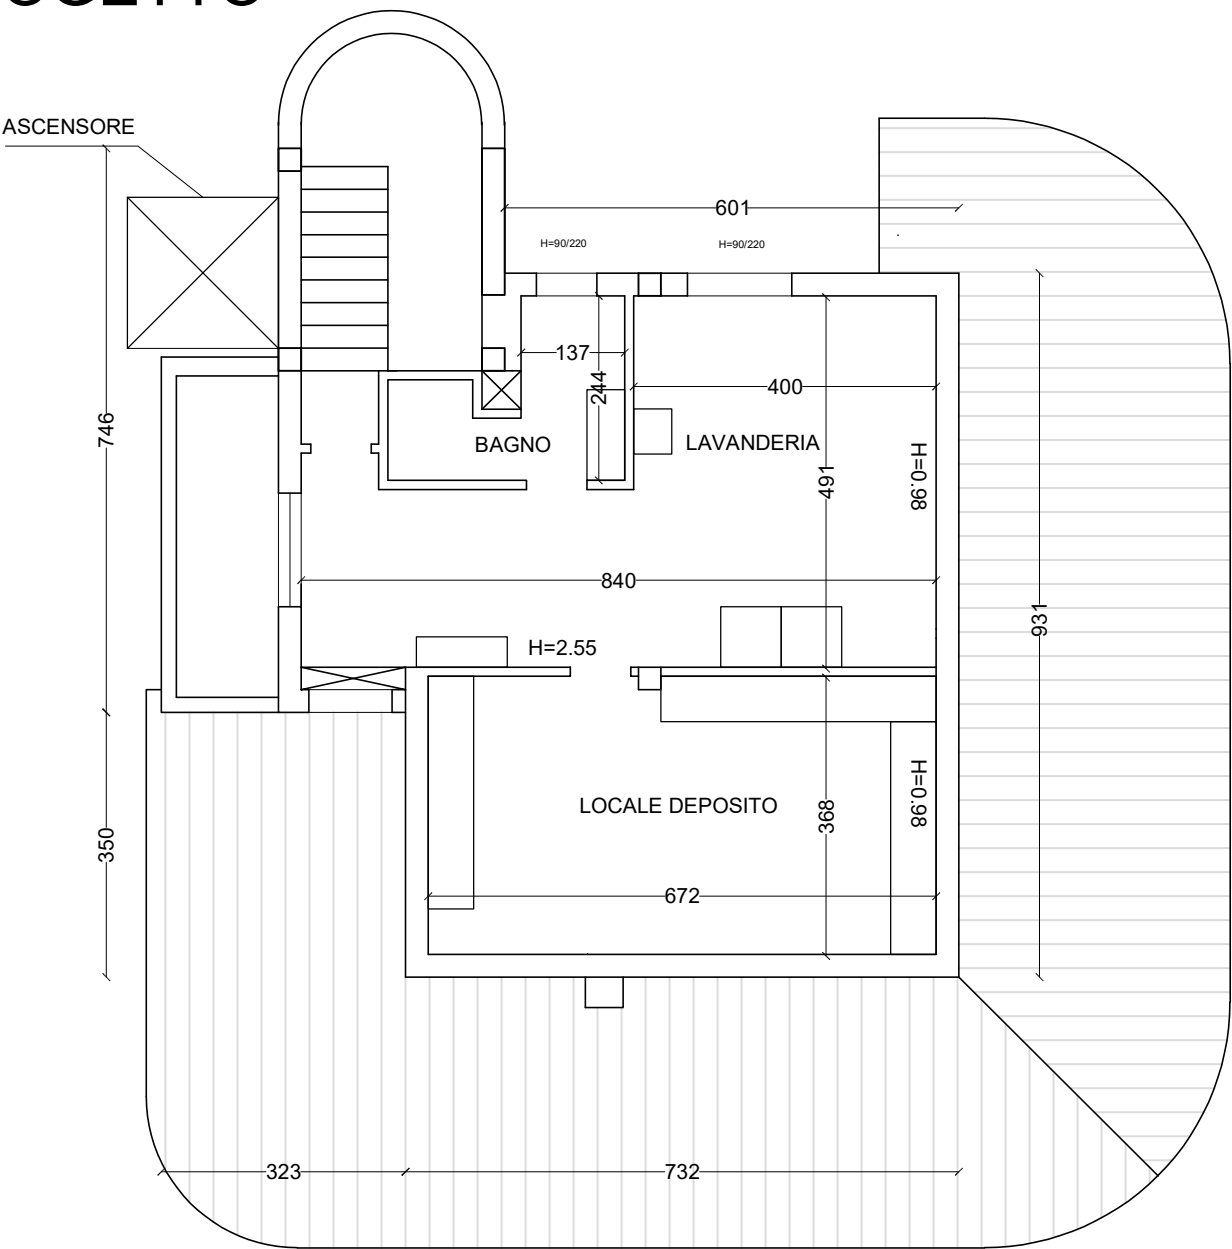 ASCENSORE
601
H=90/220
H=90/220
137
244
400
746
BAGNO
LAVANDERIA
H=0.98
491
840
931
H=2.55
H=0.98
LOCALE DEPOSITO
368
350
672
323
732